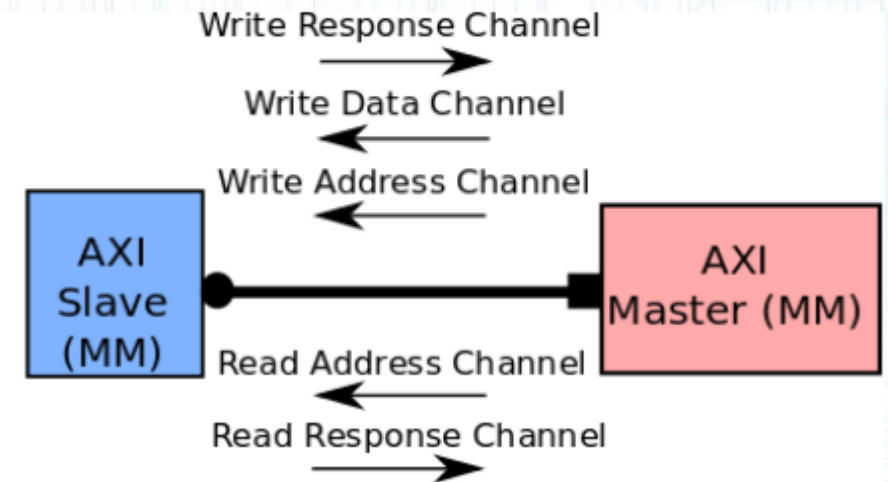 Write Response Channel
Write Data Channel
Write Address Channel
AXI
Slave
(MM)
AXI
Master (MM)
Read Address Channel
Read Response Channel